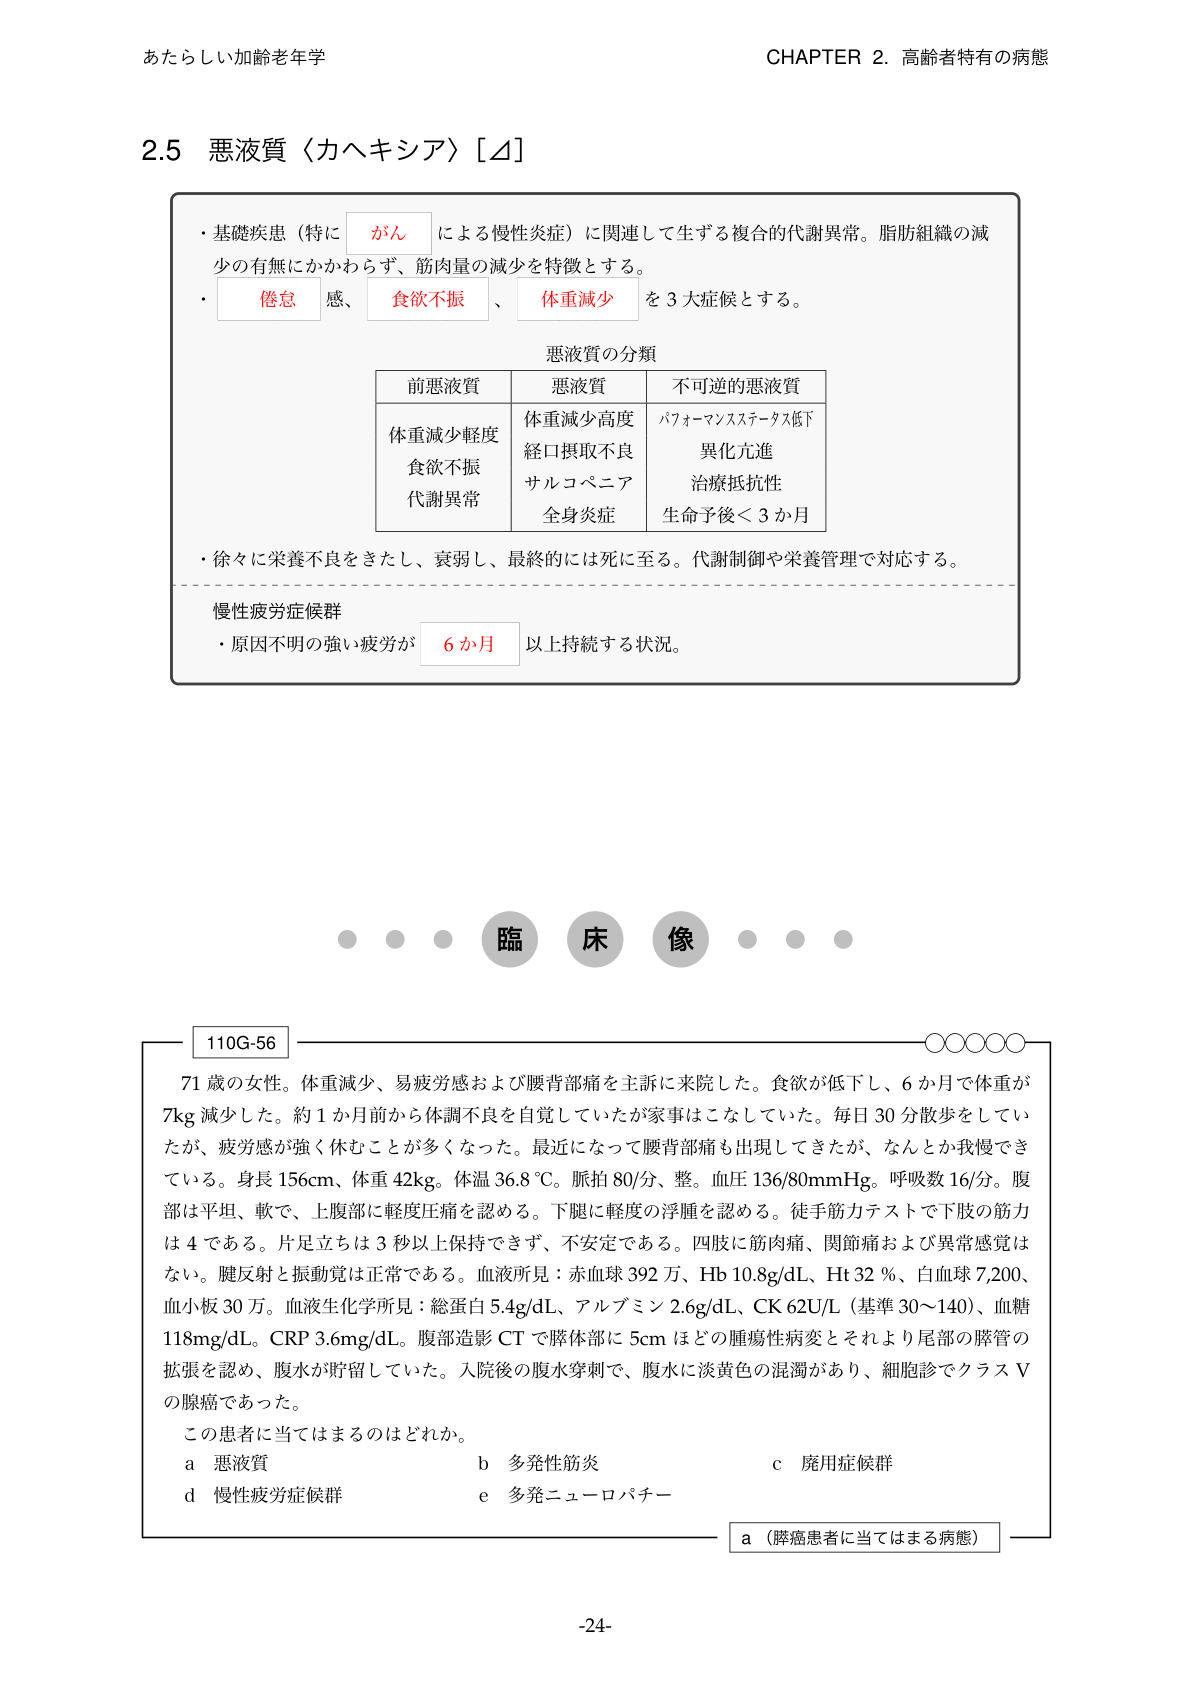 あたらしい加齢老年学
CHAPTER 2. 高齢者特有の病態
2.5 悪液質〈カヘキシア〉[⊿]
・基礎疾患（特に がん による慢性炎症）に関連して生ずる複合的代謝異常。脂肪組織の減
少の有無にかかわらず、筋肉量の減少を特徴とする。
・ 倦怠 感、 食欲不振 、 体重減少 を 3 大症候とする。
悪液質の分類
前悪液質 悪液質 不可逆的悪液質
体重減少軽度
食欲不振
代謝異常
体重減少高度
経口摂取不良
サルコペニア
全身炎症
パフォーマンスステータス低下
異化亢進
治療抵抗性
生命予後＜ 3 か月
・徐々に栄養不良をきたし、衰弱し、最終的には死に至る。代謝制御や栄養管理で対応する。
慢性疲労症候群
・原因不明の強い疲労が 6 か月 以上持続する状況。
臨 床 像
110G-56
71 歳の女性。体重減少、易疲労感および腰背部痛を主訴に来院した。食欲が低下し、6 か月で体重が
7kg 減少した。約 1 か月前から体調不良を自覚していたが家事はこなしていた。毎日 30 分散歩をしてい
たが、疲労感が強く休むことが多くなった。最近になって腰背部痛も出現してきたが、なんとか我慢でき
ている。身長 156cm、体重 42kg。体温 36.8 ℃。脈拍 80/分、整。血圧 136/80mmHg。呼吸数 16/分。腹
部は平坦、軟で、上腹部に軽度圧痛を認める。下腿に軽度の浮腫を認める。徒手筋力テストで下肢の筋力
は 4 である。片足立ちは 3 秒以上保持できず、不安定である。四肢に筋肉痛、関節痛および異常感覚は
ない。腱反射と振動覚は正常である。血液所見：赤血球 392 万、Hb 10.8g/dL、Ht 32 %、白血球 7,200、
血小板 30 万。血液生化学所見：総蛋白 5.4g/dL、アルブミン 2.6g/dL、CK 62U/L（基準 30～140）、血糖
118mg/dL。CRP 3.6mg/dL。腹部造影 CT で膵体部に 5cm ほどの腫瘍性病変とそれより尾部の膵管の
拡張を認め、腹水が貯留していた。入院後の腹水穿刺で、腹水に淡黄色の混濁があり、細胞診でクラス V
の腺癌であった。
この患者に当てはまるのはどれか。
a 悪液質 b 多発性筋炎 c 廃用症候群
d 慢性疲労症候群 e 多発ニューロパチー
a （膵癌患者に当てはまる病態）
-24-